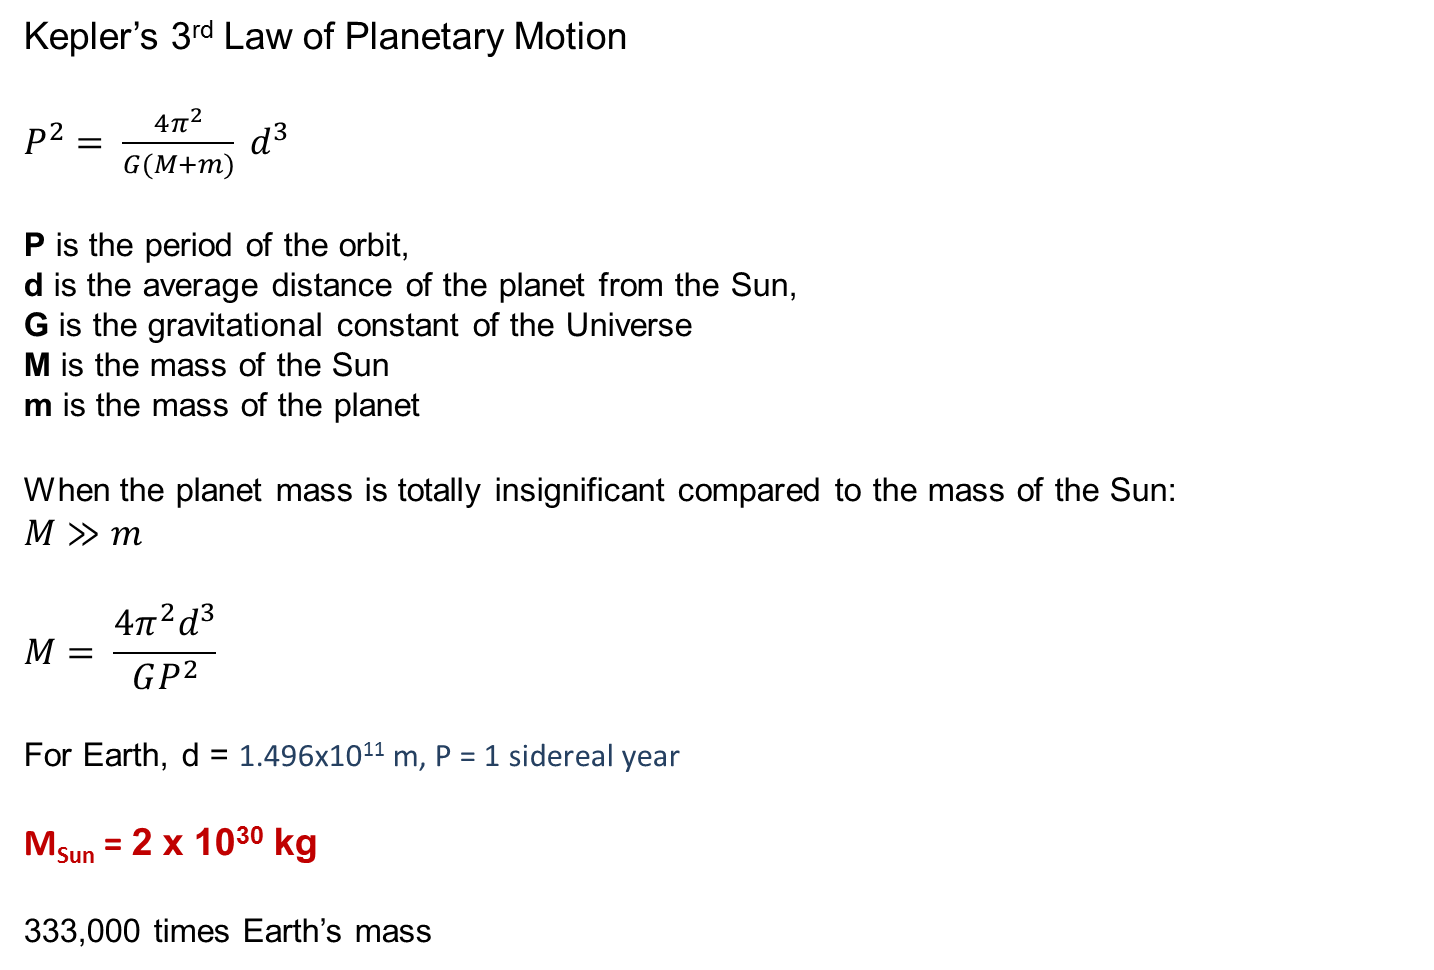 Kepler’s 3rd Law of Planetary Motion
P² = 4π² / G(M+m) d³
P is the period of the orbit,
d is the average distance of the planet from the Sun,
G is the gravitational constant of the Universe
M is the mass of the Sun
m is the mass of the planet
When the planet mass is totally insignificant compared to the mass of the Sun:
M ≫ m
M = 4π²d³ / GP²
For Earth, d = 1.496x10¹¹ m, P = 1 sidereal year
M_Sun = 2 x 10³⁰ kg
333,000 times Earth’s mass